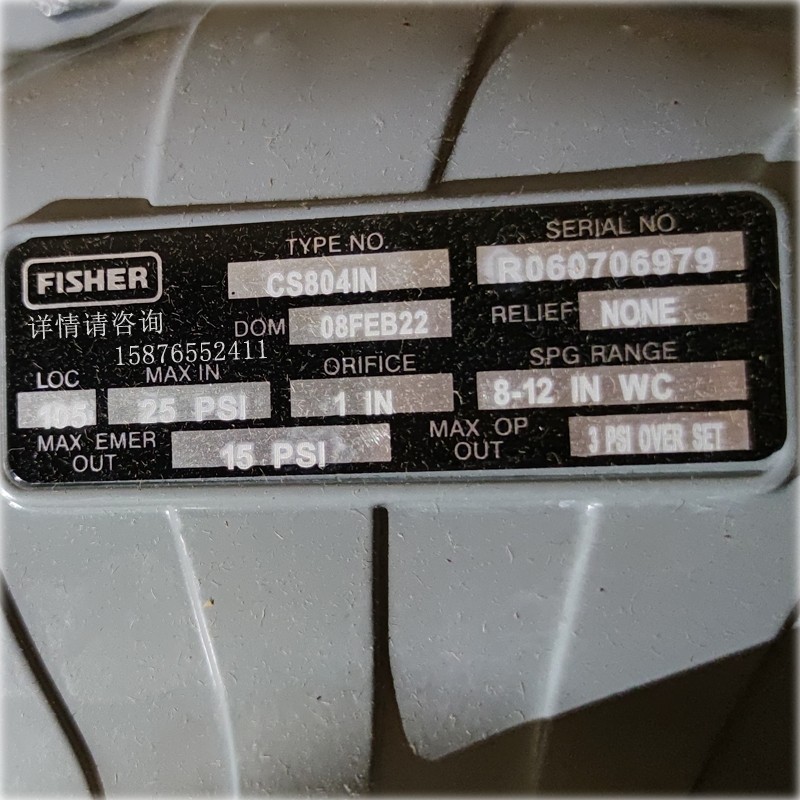 FISHER
TYPE NO.
CS804IN
SERIAL NO.
R060706979
详情请咨询
15876552411
DOM
08FEB22
RELIEF
NONE
LOC
105
MAX IN
25 PSI
ORIFICE
1 IN
SPG RANGE
8-12 IN WC
MAX EMER
OUT
15 PSI
MAX OP
OUT
3 PSI OVER SET